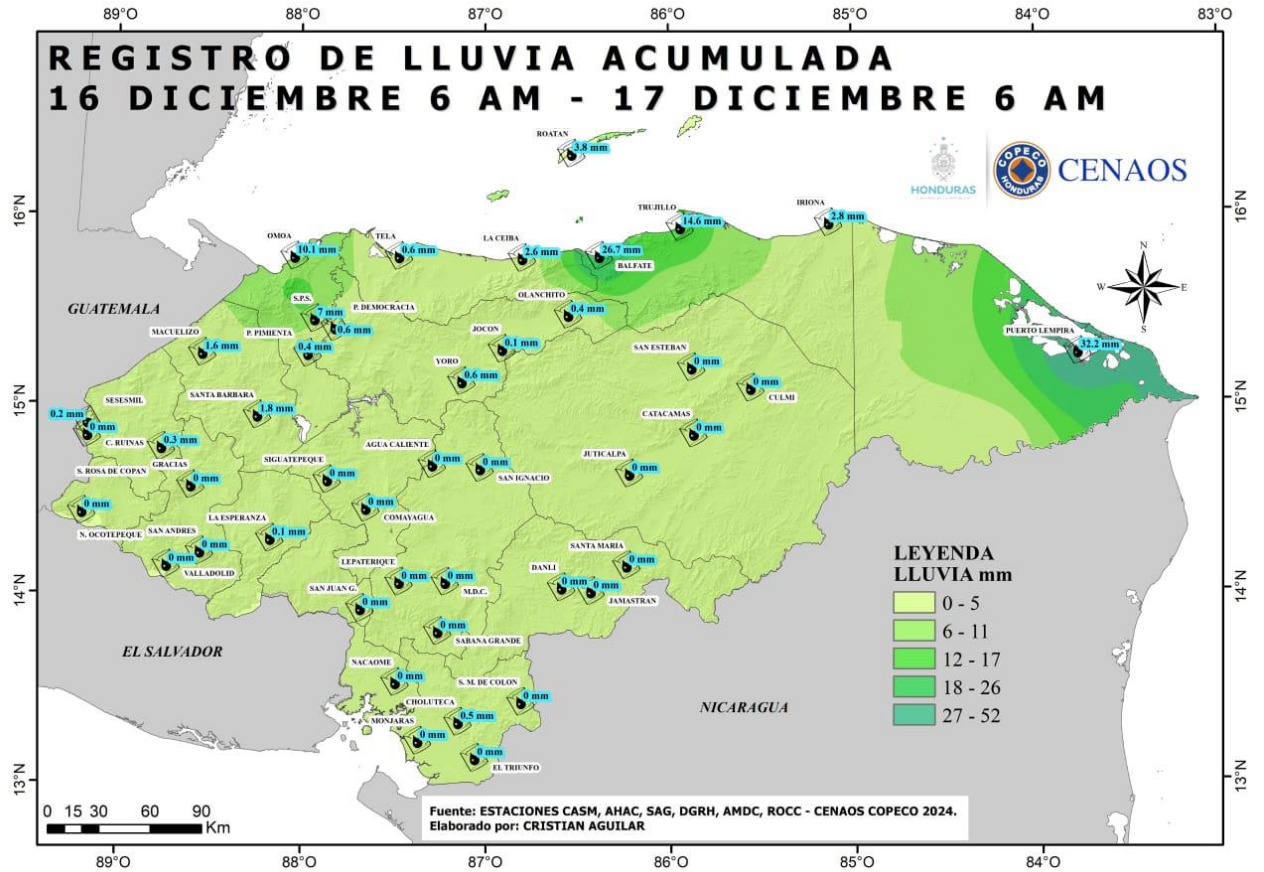 89°O 88°O 87°O 86°O 85°O 84°O 83°O
REGISTRO DE LLUVIA ACUMULADA
16 DICIEMBRE 6 AM - 17 DICIEMBRE 6 AM
HONDURAS
COPECO
HONDURAS
CENAOS
16°N
15°N
14°N
13°N
16°N
15°N
14°N
13°N
N
W E
S
ROATAN
3.8 mm
TRUJILLO
14.6 mm
IRIONA
2.8 mm
OMOA
10.1 mm
TELA
0.6 mm
LA CEIBA
2.6 mm
26.7 mm
BALFATE
GUATEMALA
S.P.S.
7 mm
P. DEMOCRACIA
0.6 mm
OLANCHITO
0.4 mm
MACUELIZO
1.6 mm
P. PIMIENTA
0.4 mm
JOCON
0.1 mm
YORO
0.6 mm
SAN ESTEBAN
0 mm
0 mm
CULMI
PUERTO LEMPIRA
32.2 mm
SESESMIL
0.2 mm
0 mm
C. RUINAS
SANTA BARBARA
1.8 mm
CATACAMAS
0 mm
0.3 mm
S. ROSA DE COPAN
GRACIAS
0 mm
SIGUATEPEQUE
0 mm
AGUA CALIENTE
0 mm
0 mm
SAN IGNACIO
JUTICALPA
0 mm
0 mm
N. OCOTEPEQUE
0 mm
COMAYAGUA
SAN ANDRES
0 mm
LA ESPERANZA
0.1 mm
0 mm
VALLADOLID
LEPATERIQUE
0 mm
0 mm
M.D.C.
SANTA MARIA
0 mm
DANLI
0 mm
0 mm
JAMASTRAN
SAN JUAN G.
0 mm
0 mm
SABANA GRANDE
EL SALVADOR
NACAOME
0 mm
S. M. DE COLON
0 mm
CHOLUTECA
0.5 mm
MONJARAS
0 mm
0 mm
EL TRIUNFO
NICARAGUA
LEYENDA
LLUVIA mm
0 - 5
6 - 11
12 - 17
18 - 26
27 - 52
0 15 30 60 90
Km
Fuente: ESTACIONES CASM, AHAC, SAG, DGRH, AMDC, ROCC - CENAOS COPECO 2024.
Elaborado por: CRISTIAN AGUILAR
89°O 88°O 87°O 86°O 85°O 84°O